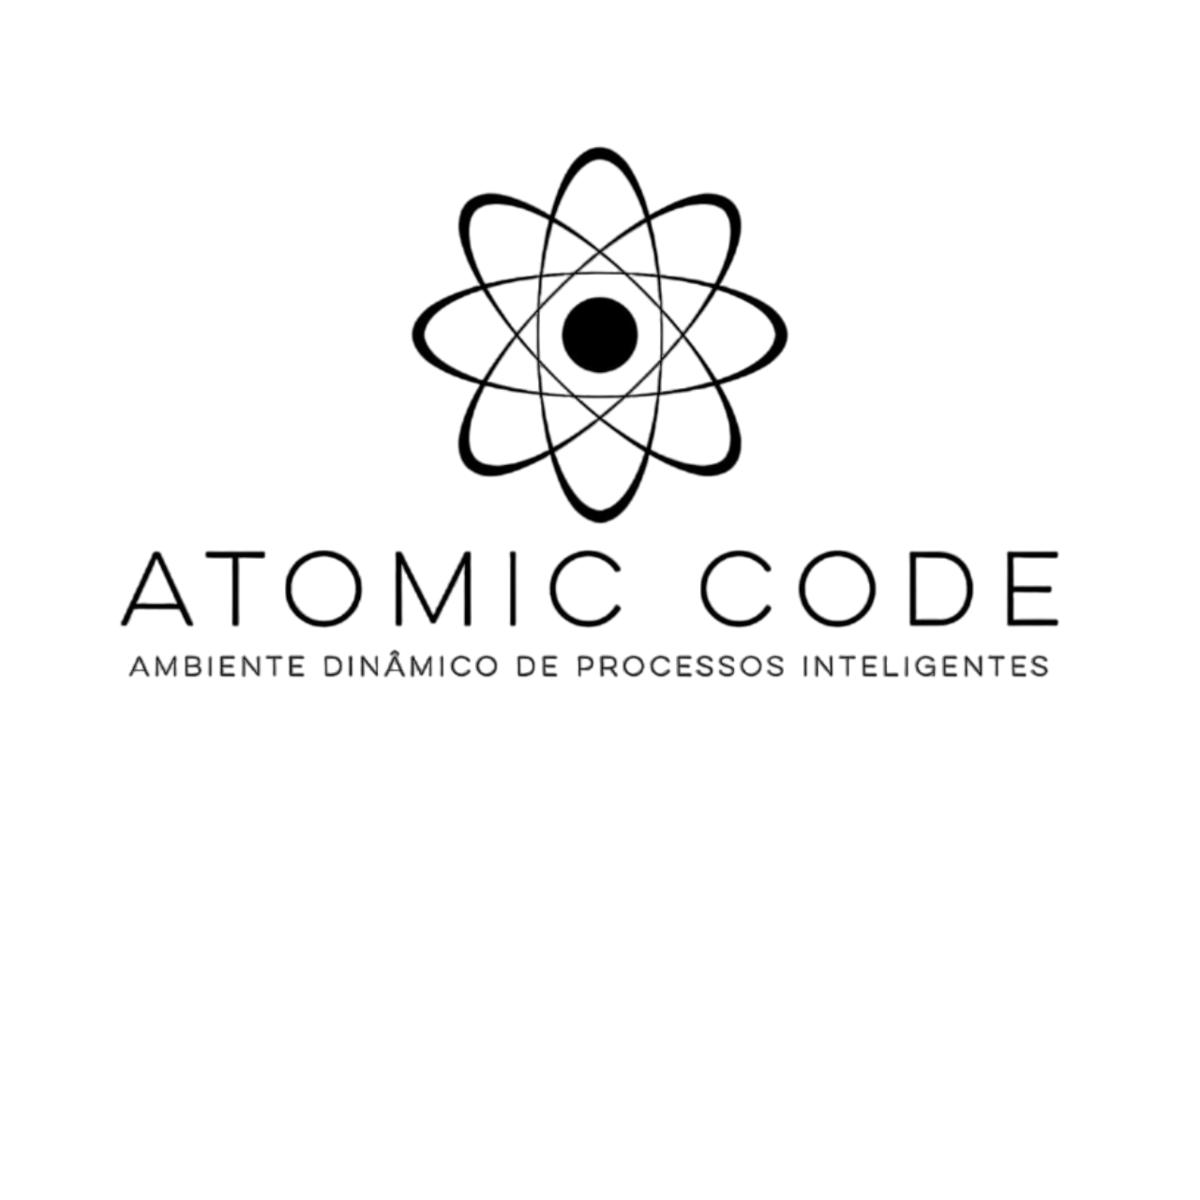 ATOMIC CODE
AMBIENTE DINÂMICO DE PROCESSOS INTELIGENTES